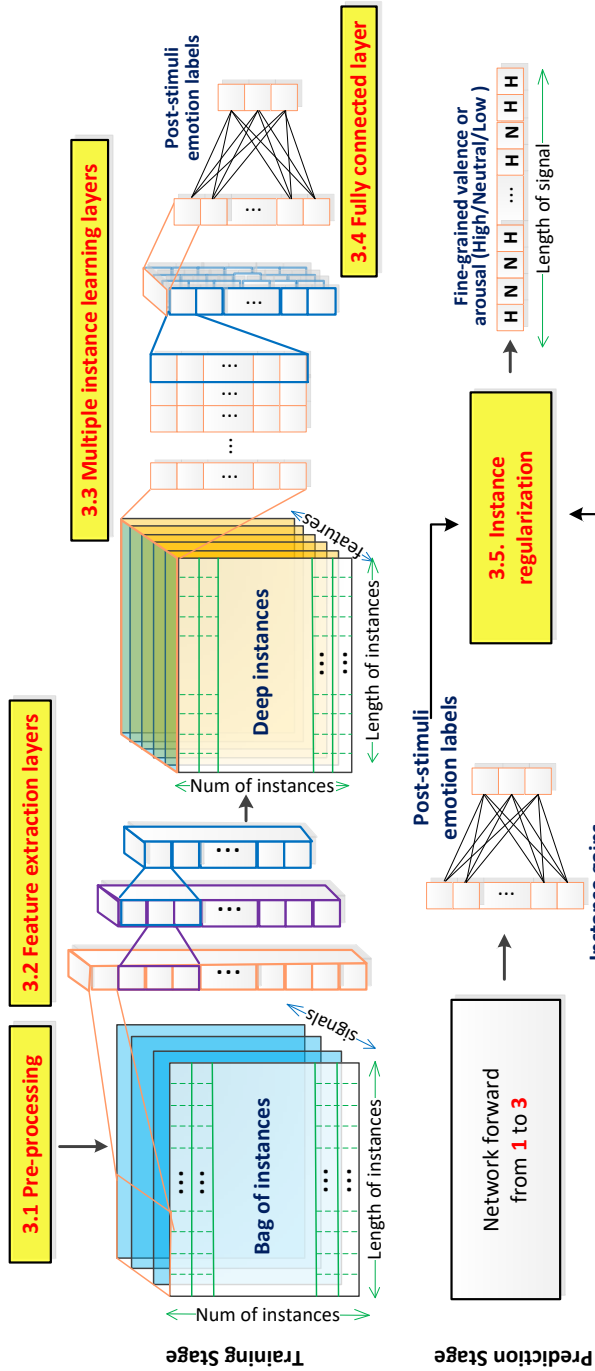 Training Stage
3.1 Pre-processing
Bag of instances
Num of instances
Length of instances
signals
...
...
...
...
3.2 Feature extraction layers
...
...
...
Deep instances
Num of instances
Length of instances
features
...
...
3.3 Multiple instance learning layers
...
...
...
...
...
...
...
3.4 Fully connected layer
Post-stimuli
emotion labels
Prediction Stage
Network forward
from 1 to 3
...
Post-stimuli
emotion labels
3.5. Instance
regularization
Fine-grained valence or
arousal (High/Neutral/Low )
H N N N H ... H N H H
Length of signal